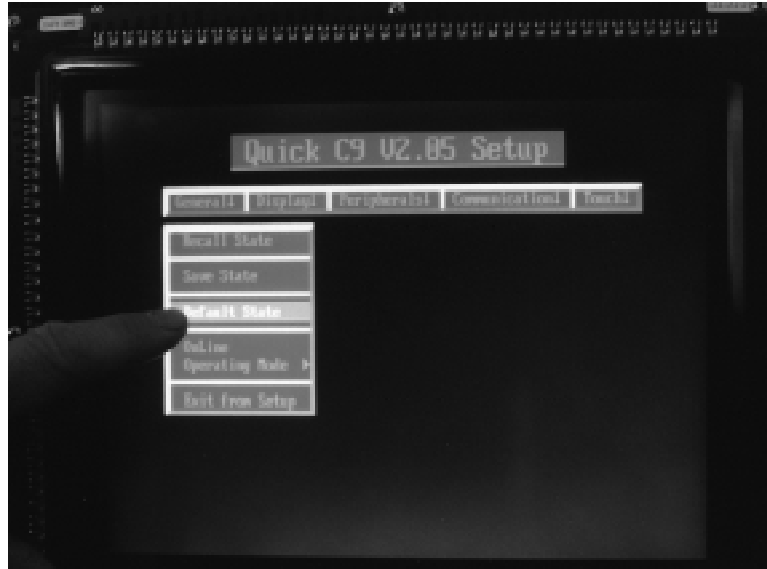 Quick C9 V2.05 Setup
General↓ Display↓ Peripherals↓ Communication↓ Touch↓
Recall State
Save State
Default State
OnLine
Operating Mode ▶
Exit from Setup